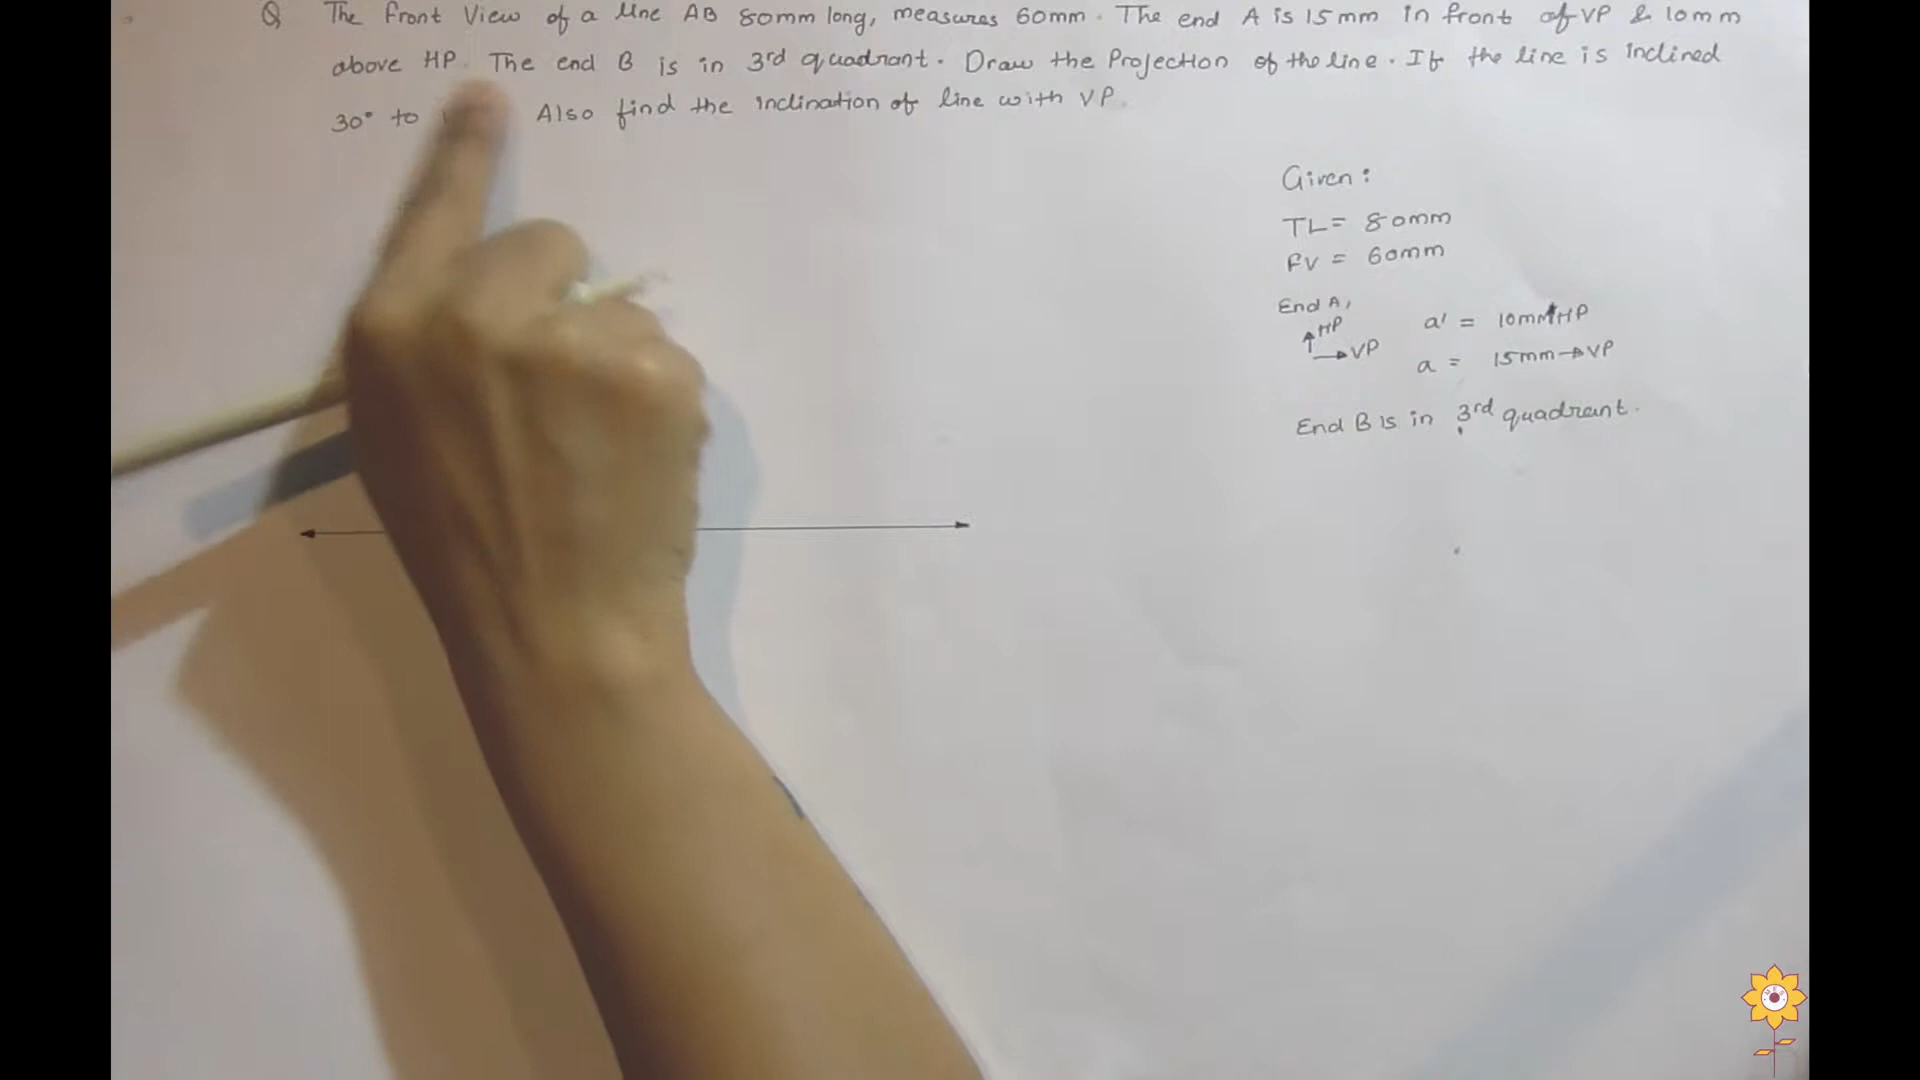 Q The Front View of a line AB 80mm long, measures 60mm. The end A is 15mm in front of VP & 10mm
above HP. The end B is in 3rd quadrant. Draw the Projection of the line. If the line is inclined
30° to Also find the inclination of line with VP.
Given:
TL= 80mm
FV = 60mm
End A,
↑HP
→VP
a' = 10mm↑HP
a = 15mm→VP
End B is in 3rd quadrant.